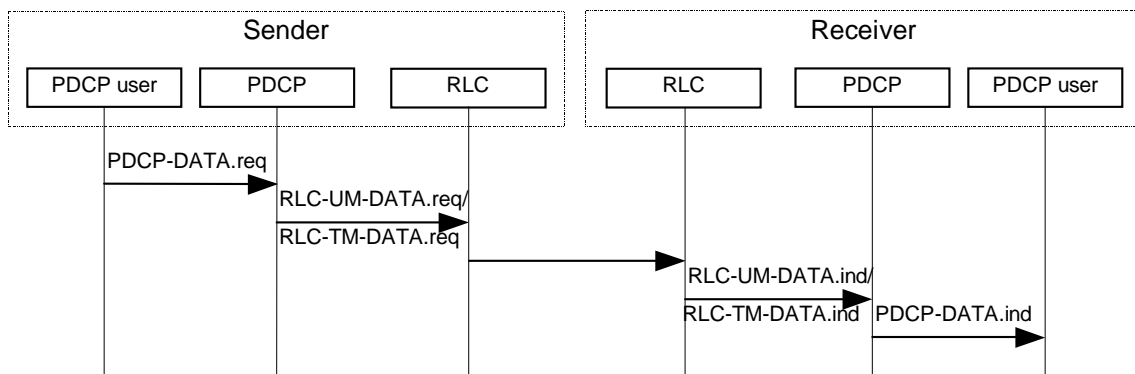 Sender
Receiver
PDCP user
PDCP
RLC
RLC
PDCP
PDCP user
PDCP-DATA.req
RLC-UM-DATA.req/
RLC-TM-DATA.req
RLC-UM-DATA.ind/
RLC-TM-DATA.ind
PDCP-DATA.ind